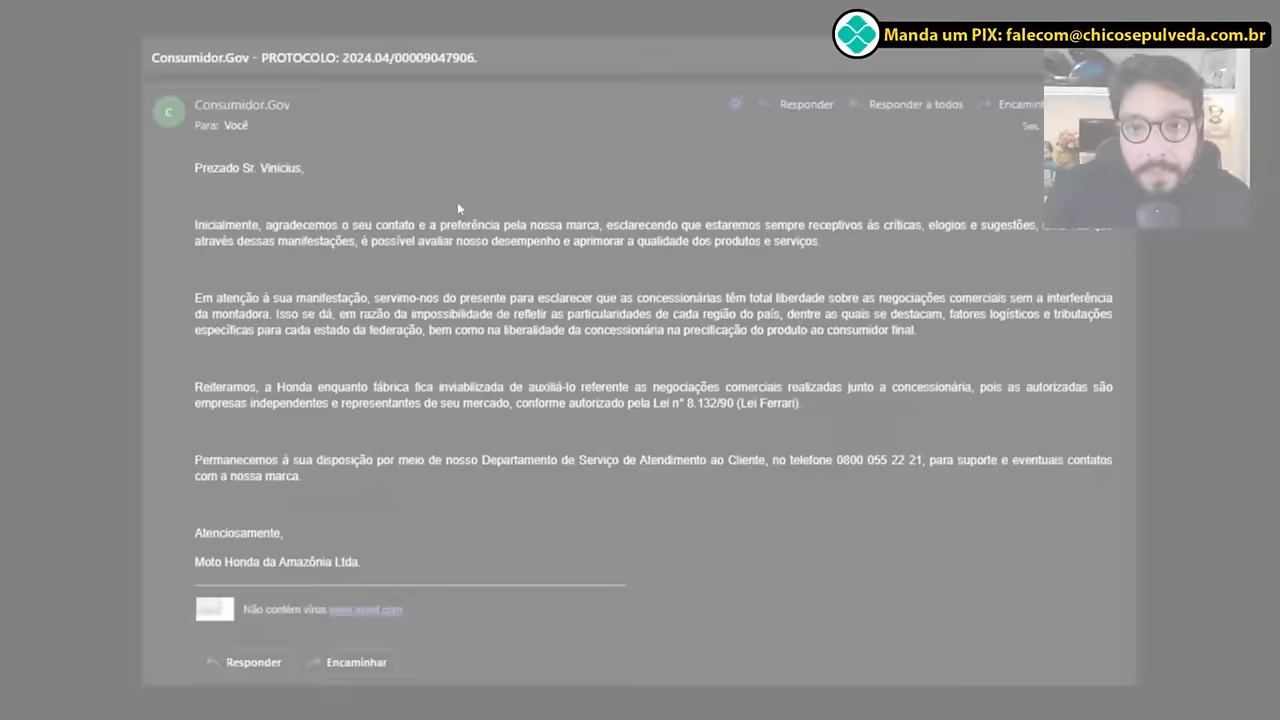 Manda um PIX: falecom@chicosepulveda.com.br
Consumidor.Gov - PROTOCOLO: 2024.04/00009047906.
C
Consumidor.Gov
Responder
Responder a todos
Encaminh
Para: Você
Sex,
Prezado Sr. Vinicius,
Inicialmente, agradecemos o seu contato e a preferência pela nossa marca, esclarecendo que estaremos sempre receptivos às críticas, elogios e sugestões,
através dessas manifestações, é possível avaliar nosso desempenho e aprimorar a qualidade dos produtos e serviços.
Em atenção á sua manifestação, servimo-nos do presente para esclarecer que as concessionárias têm total liberdade sobre as negociações comerciais sem a interferência
da montadora. Isso se dá, em razão da impossibilidade de refletir as particularidades de cada região do país, dentre as quais se destacam, fatores logísticos e tributações
específicas para cada estado da federação, bem como na liberalidade da concessionária na precificação do produto ao consumidor final.
Reiteramos, a Honda enquanto fábrica fica inviabilizada de auxiliá-lo referente as negociações comerciais realizadas junto a concessionária, pois as autorizadas são
empresas independentes e representantes de seu mercado, conforme autorizado pela Lei n° 8.132/90 (Lei Ferrari).
Permanecemos á sua disposição por meio de nosso Departamento de Serviço de Atendimento ao Cliente, no telefone 0800 055 22 21, para suporte e eventuais contatos
com a nossa marca.
Atenciosamente,
Moto Honda da Amazônia Ltda.
Não contém vírus.www.avast.com
Responder
Encaminhar